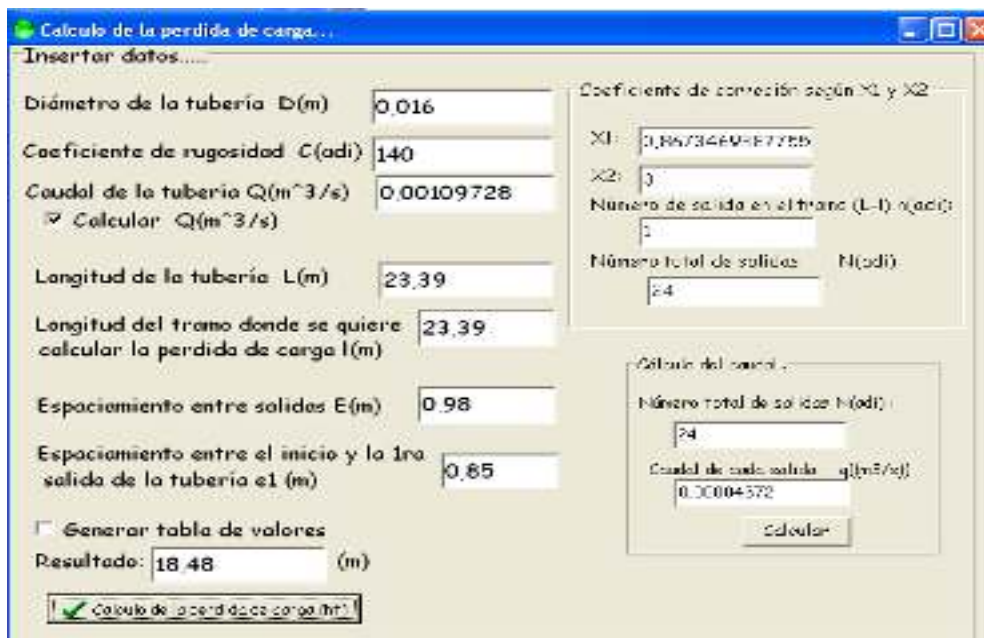 Calculo de la perdida de carga...
Insertar datos.....
Diámetro de la tubería D(m) 0,016
Coeficiente de rugosidad C(adi) 140
Caudal de la tubería Q(m^3/s) 0,00109728
Calcular Q(m^3/s)
Longitud de la tubería L(m) 23,39
Longitud del tramo donde se quiere
calcular la perdida de carga l(m) 23,39
Espaciamiento entre salidas E(m) 0.98
Espaciamiento entre el inicio y la 1ra
salida de la tubería e1 (m) 0,85
Generar tabla de valores
Resultado: 18,48 (m)
Calculo de la perdida de carga (hf)
Coeficiente de correción según X1 y X2
X1:
X2:
Número de salida en el tramo (L-l) n(adi):
1
Número total de salidas N(adi)
24
Cálculo del caudal.
Número total de salidas N(adi):
24
Caudal de cada salida q((m3/s))
0,00004572
Calcular